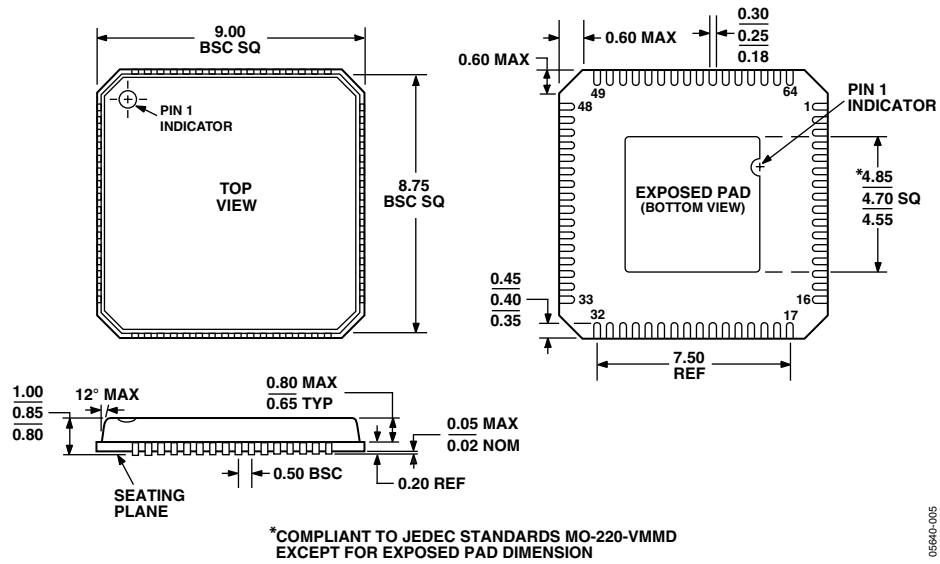 9.00
BSC SQ
PIN 1
INDICATOR
TOP
VIEW
8.75
BSC SQ
0.60 MAX
0.60 MAX
0.30
0.25
0.18
PIN 1
INDICATOR
49
64
48
1
EXPOSED PAD
(BOTTOM VIEW)
*4.85
4.70 SQ
4.55
0.45
0.40
0.35
33
32
16
17
7.50
REF
1.00
0.85
0.80
12° MAX
0.80 MAX
0.65 TYP
0.05 MAX
0.02 NOM
0.50 BSC
0.20 REF
SEATING
PLANE
*COMPLIANT TO JEDEC STANDARDS MO-220-VMMD
EXCEPT FOR EXPOSED PAD DIMENSION
05640-005